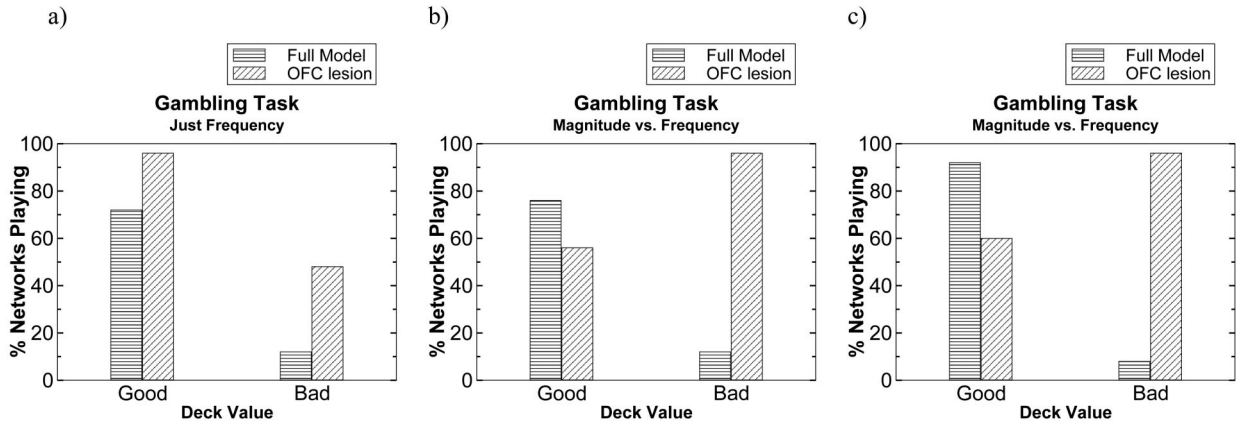 a)
Full Model
OFC lesion
Gambling Task
Just Frequency
% Networks Playing
100
80
60
40
20
0
Good
Bad
Deck Value
b)
Full Model
OFC lesion
Gambling Task
Magnitude vs. Frequency
% Networks Playing
100
80
60
40
20
0
Good
Bad
Deck Value
c)
Full Model
OFC lesion
Gambling Task
Magnitude vs. Frequency
% Networks Playing
100
80
60
40
20
0
Good
Bad
Deck Value